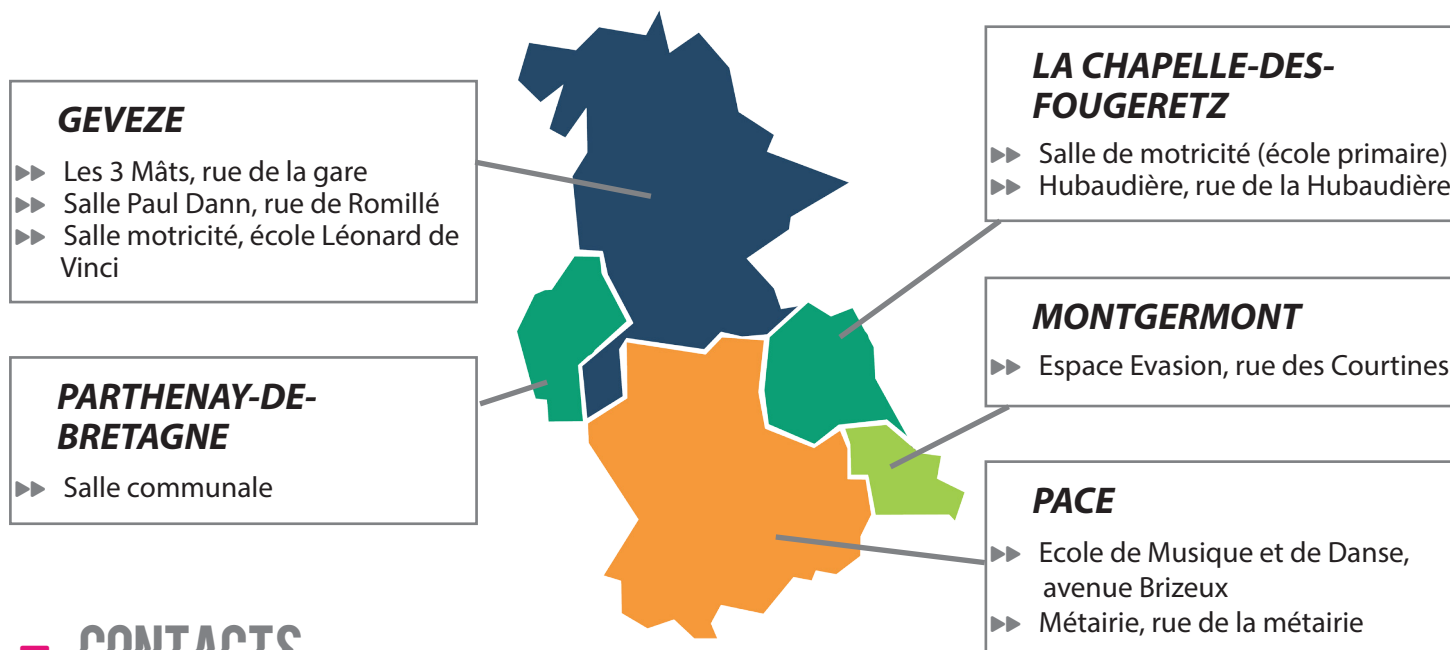 GEVEZE
Les 3 Mâts, rue de la gare
Salle Paul Dann, rue de Romillé
Salle motricité, école Léonard de
Vinci
PARTHENAY-DE-
BRETAGNE
Salle communale
LA CHAPELLE-DES-
FOUGERETZ
Salle de motricité (école primaire)
Hubaudière, rue de la Hubaudière
MONTGERMONT
Espace Evasion, rue des Courtines
PACE
Ecole de Musique et de Danse,
avenue Brizeux
Métairie, rue de la métairie
CONTACTS